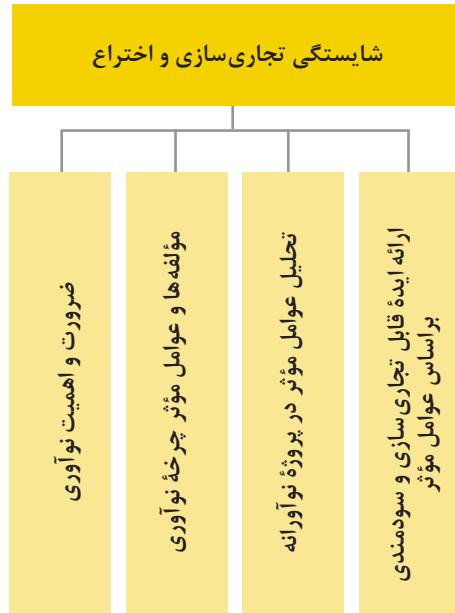 شایستگی تجاری‌سازی و اختراع
ارائه ایدهٔ قابل تجاری‌سازی و سودمندی
براساس عوامل مؤثر
تحلیل عوامل مؤثر در پروژهٔ نوآورانه
مؤلفه‌ها و عوامل مؤثر چرخهٔ نوآوری
ضرورت و اهمیت نوآوری